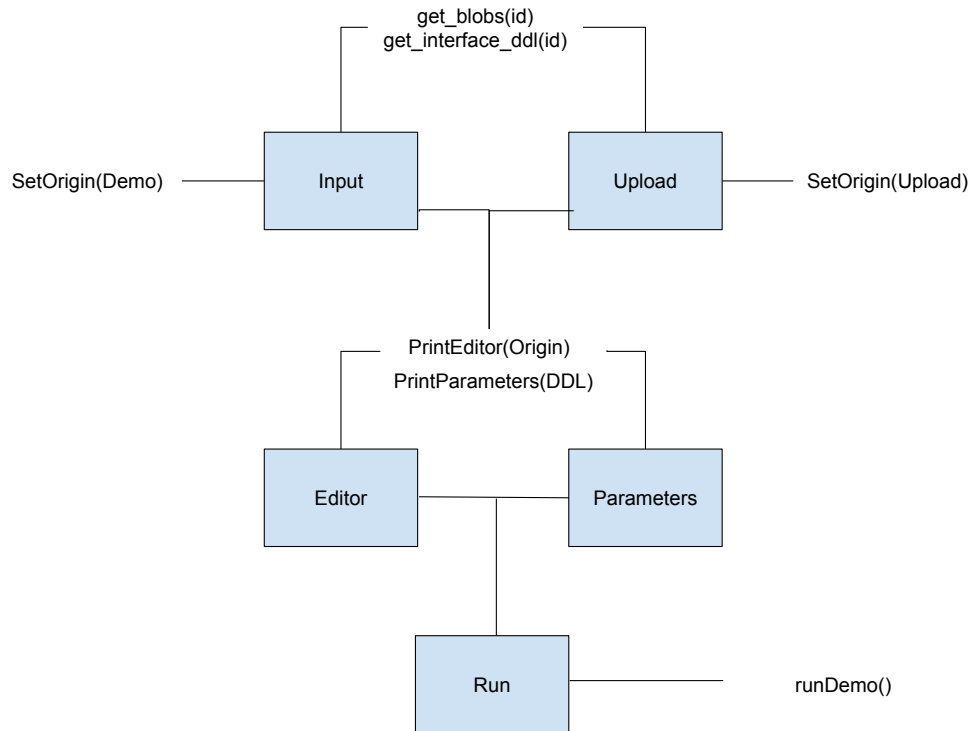 get_blobs(id)
get_interface_ddl(id)
SetOrigin(Demo)
Input
Upload
SetOrigin(Upload)
PrintEditor(Origin)
PrintParameters(DDL)
Editor
Parameters
Run
runDemo()